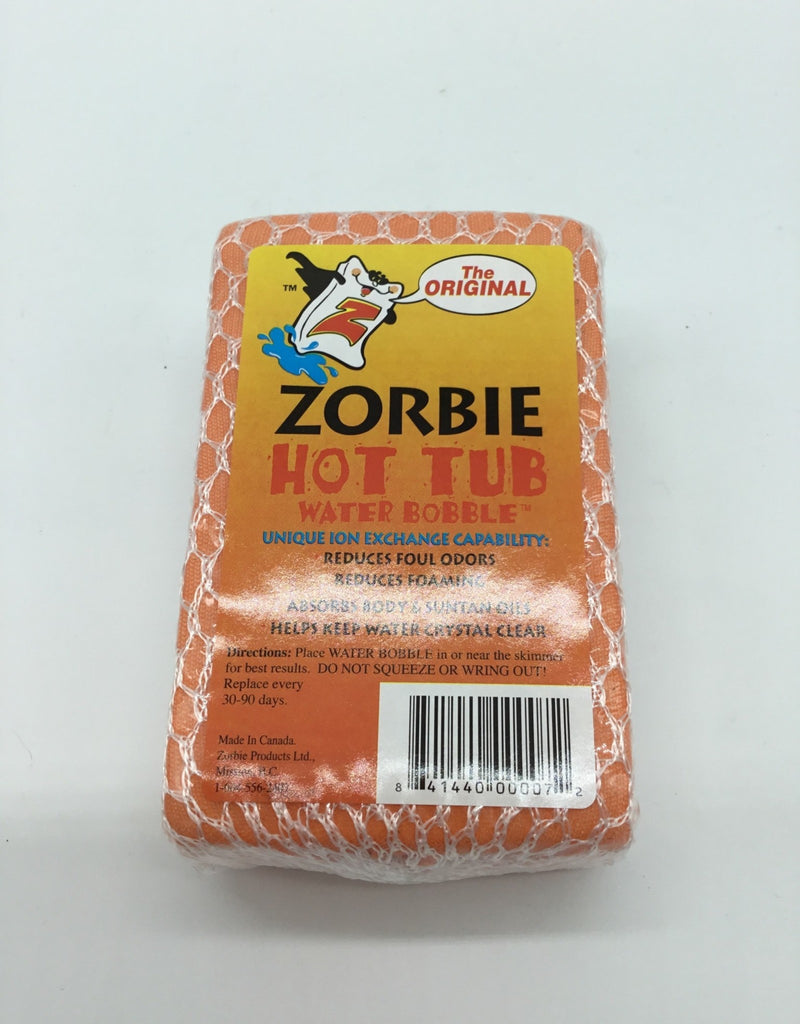 The
ORIGINAL
TM
Z
ZORBIE
HOT TUB
WATER BOBBLE™
UNIQUE ION EXCHANGE CAPABILITY:
REDUCES FOUL ODORS
REDUCES FOAMING
ABSORBS BODY & SUNTAN OILS
HELPS KEEP WATER CRYSTAL CLEAR
Directions: Place WATER BOBBLE in or near the skimmer
for best results. DO NOT SQUEEZE OR WRING OUT!
Replace every
30-90 days.
Made In Canada.
Zorbie Products Ltd.,
Mission, B.C.
8 41440 00007 2